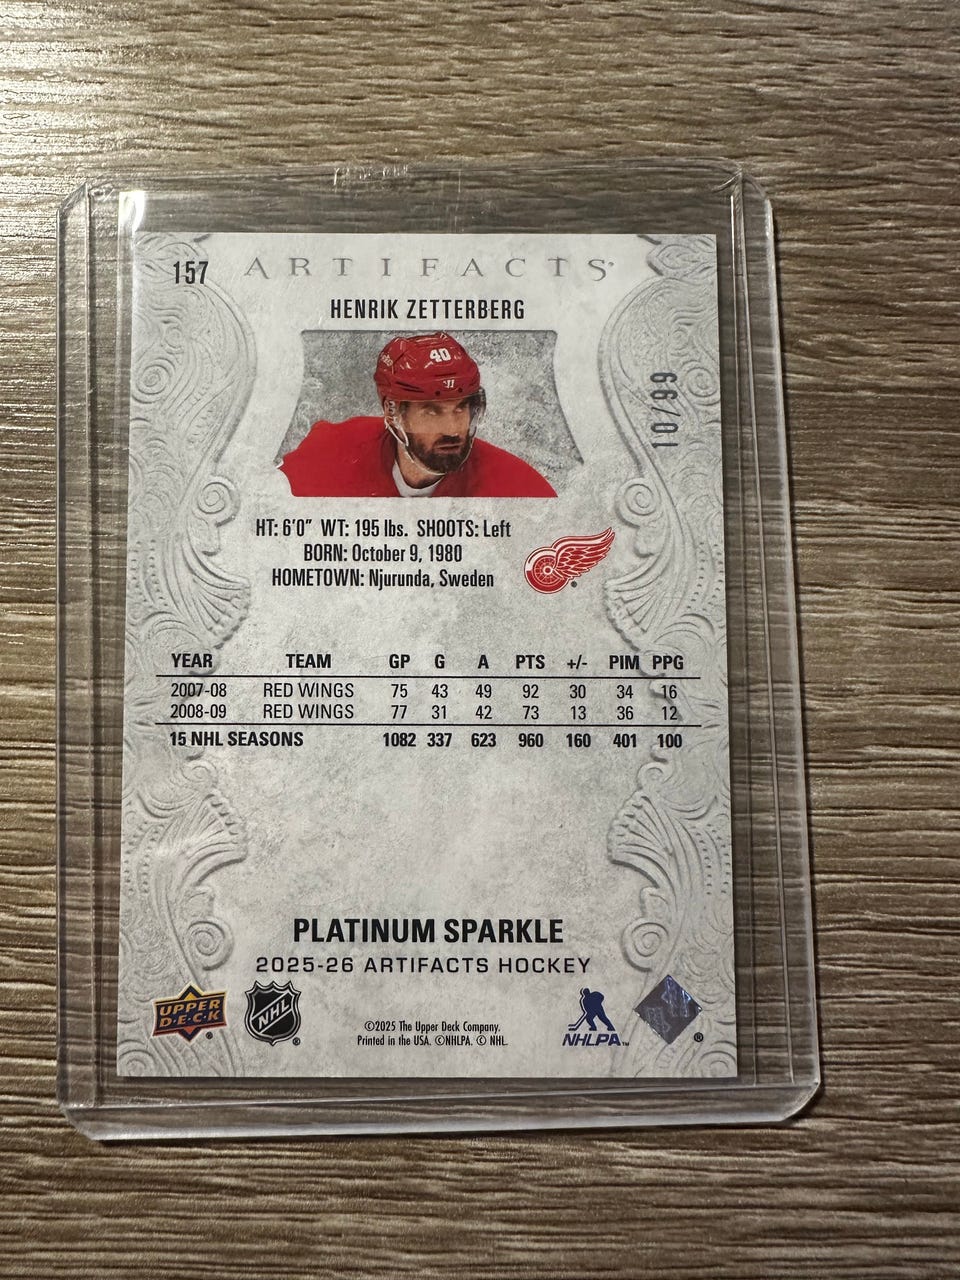 157 ARTIFACTS
HENRIK ZETTERBERG
40
10/99
HT: 6'0" WT: 195 lbs. SHOOTS: Left
BORN: October 9, 1980
HOMETOWN: Njurunda, Sweden
YEAR TEAM GP G A PTS +/- PIM PPG
2007-08 RED WINGS 75 43 49 92 30 34 16
2008-09 RED WINGS 77 31 42 73 13 36 12
15 NHL SEASONS 1082 337 623 960 160 401 100
PLATINUM SPARKLE
2025-26 ARTIFACTS HOCKEY
UPPER
D·E·C·K
®
NHL
®
©2025 The Upper Deck Company.
Printed in the USA. ©NHLPA. © NHL.
NHLPA™
®